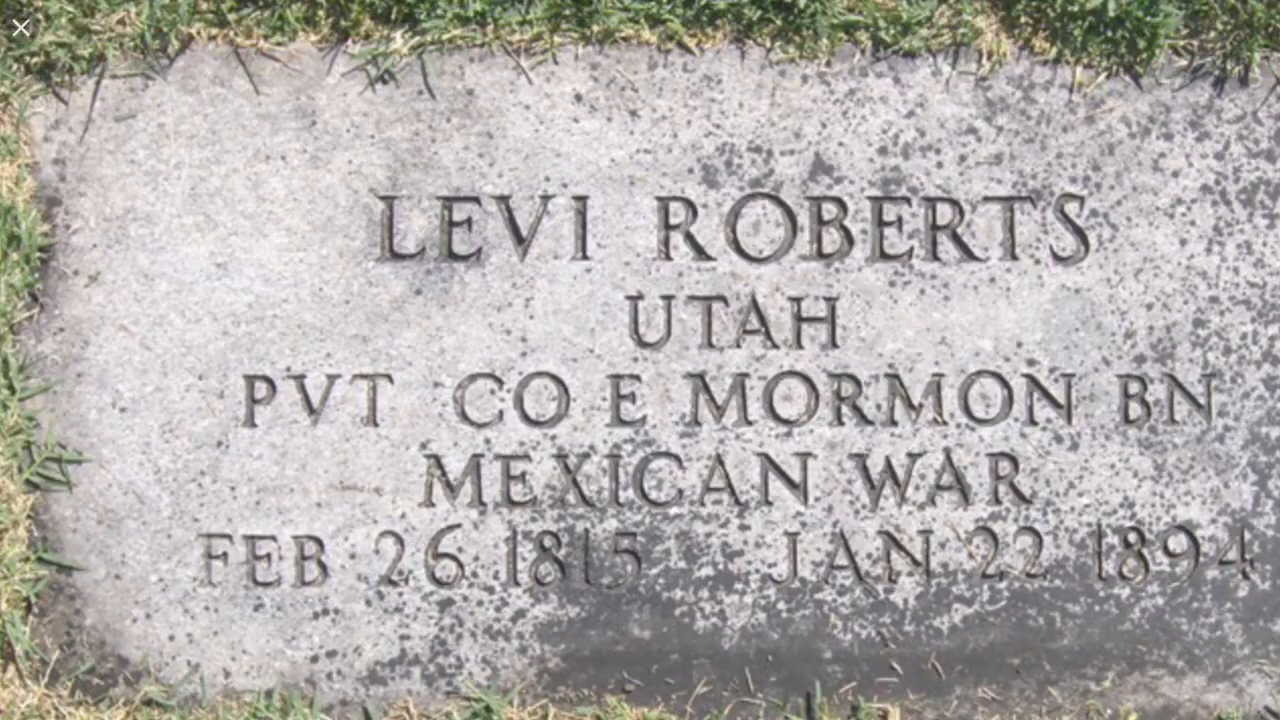 LEVI ROBERTS
UTAH
PVT CO E MORMON BN
MEXICAN WAR
FEB 26 1815 JAN 22 1894